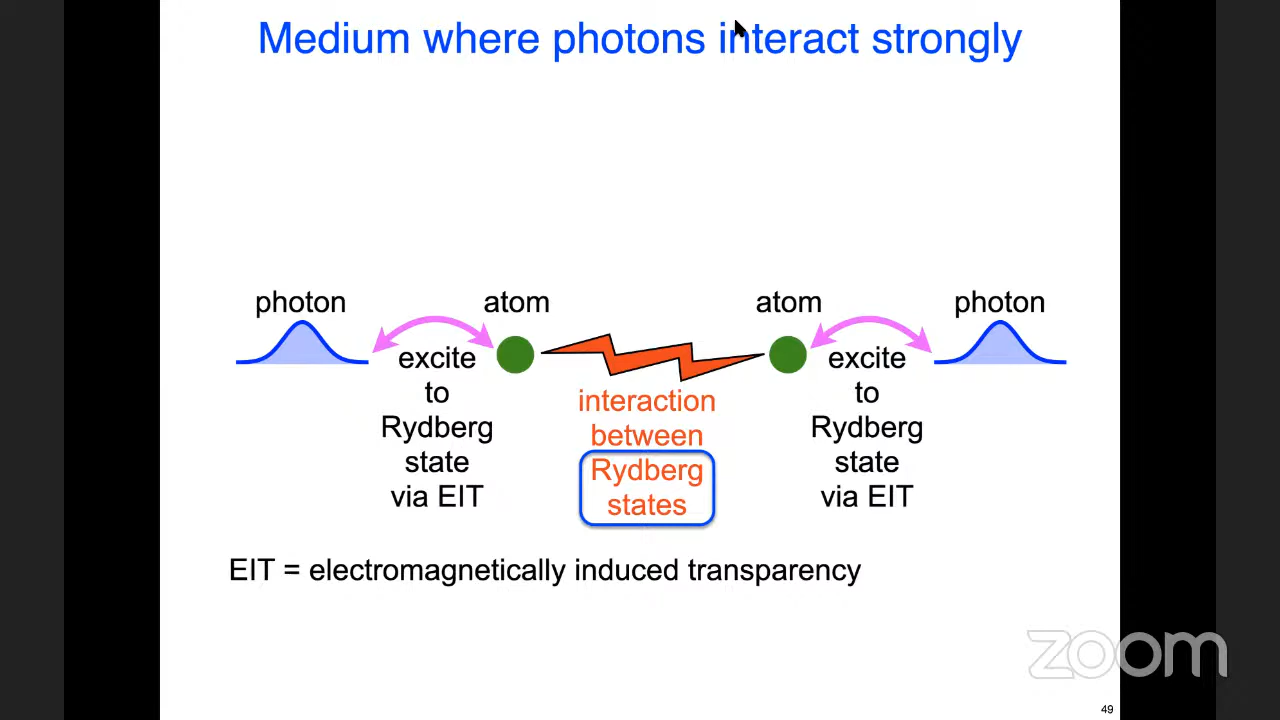 Medium where photons interact strongly
photon
atom
atom
photon
excite
to
Rydberg
state
via EIT
interaction
between
Rydberg
states
excite
to
Rydberg
state
via EIT
EIT = electromagnetically induced transparency
zoom
49